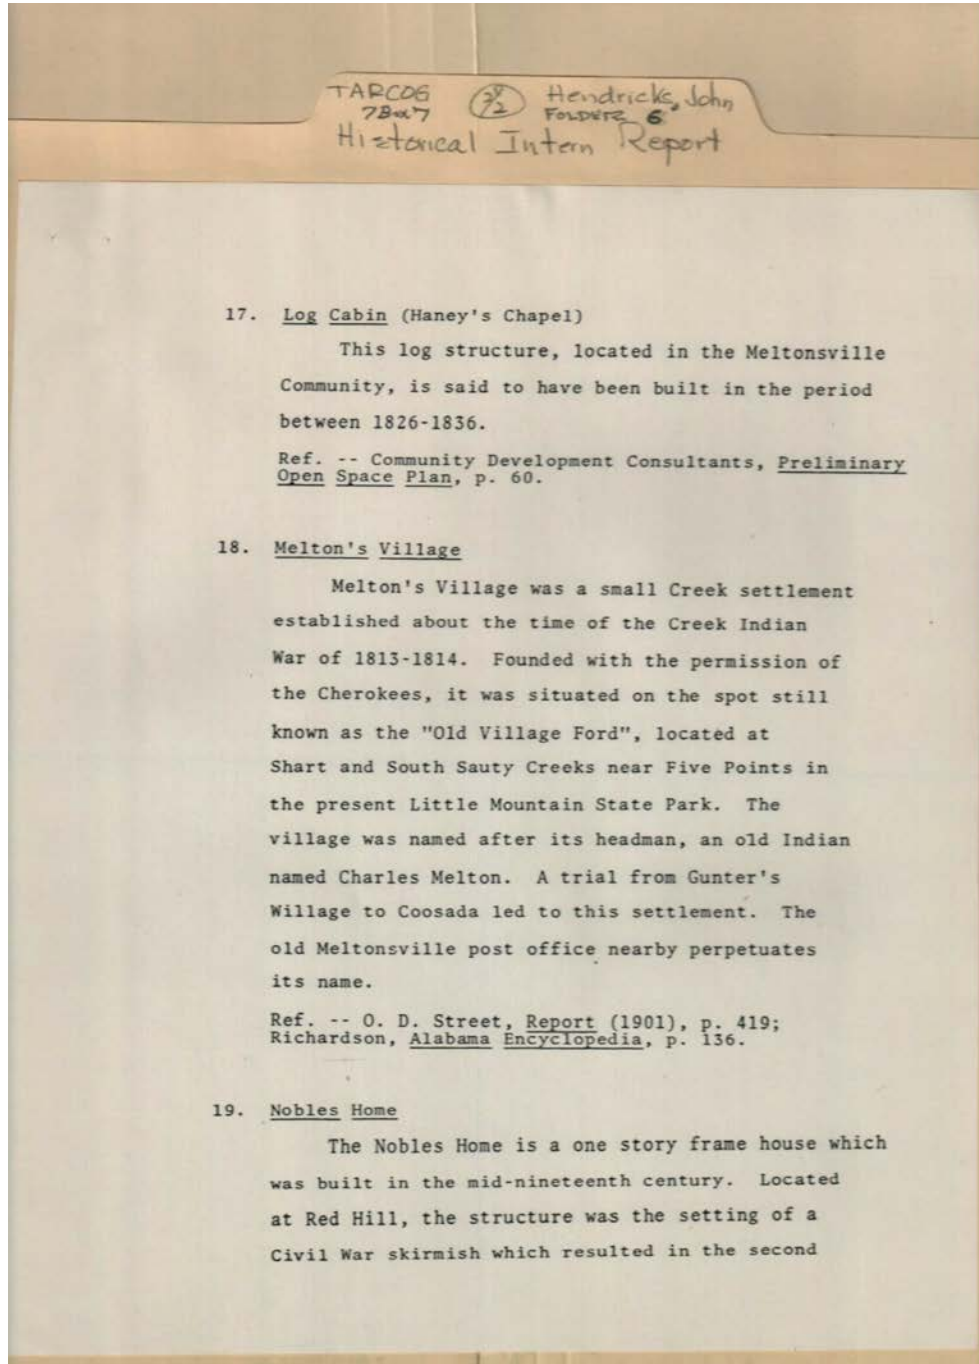 TARCOG Hendricks, John
FOLDER 6
Historical Intern Report
17. Log Cabin (Haney's Chapel)
This log structure, located in the Meltonsville
Community, is said to have been built in the period
between 1826-1836.
Ref. -- Community Development Consultants, Preliminary
Open Space Plan, p. 60.
18. Melton's Village
Melton's Village was a small Creek settlement
established about the time of the Creek Indian
War of 1813-1814. Founded with the permission of
the Cherokees, it was situated on the spot still
known as the "Old Village Ford", located at
Shart and South Sauty Creeks near Five Points in
the present Little Mountain State Park. The
village was named after its headman, an old Indian
named Charles Melton. A trial from Gunter's
Willage to Coosada led to this settlement. The
old Meltonsville post office nearby perpetuates
its name.
Ref. -- O. D. Street, Report (1901), p. 419;
Richardson, Alabama Encyclopedia, p. 136.
19. Nobles Home
The Nobles Home is a one story frame house which
was built in the mid-nineteenth century. Located
at Red Hill, the structure was the setting of a
Civil War skirmish which resulted in the second